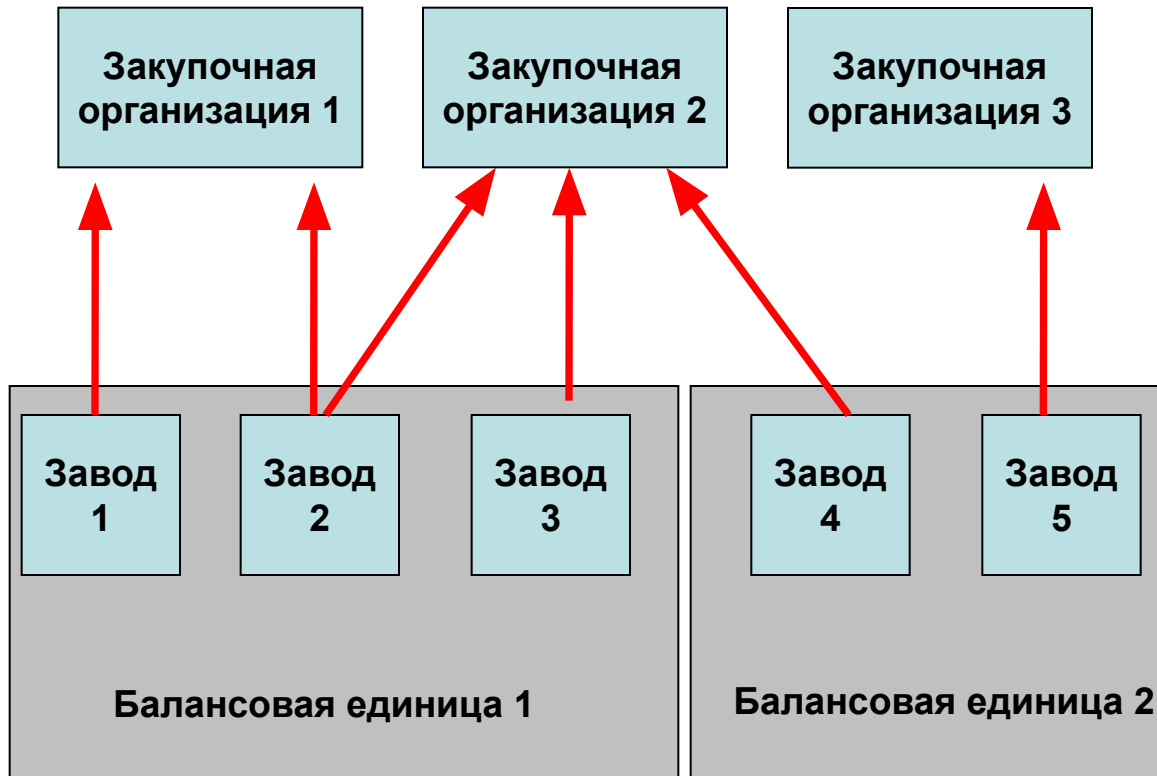 Закупочная
организация 1
Закупочная
организация 2
Закупочная
организация 3
Завод
1
Завод
2
Завод
3
Завод
4
Завод
5
Балансовая единица 1
Балансовая единица 2